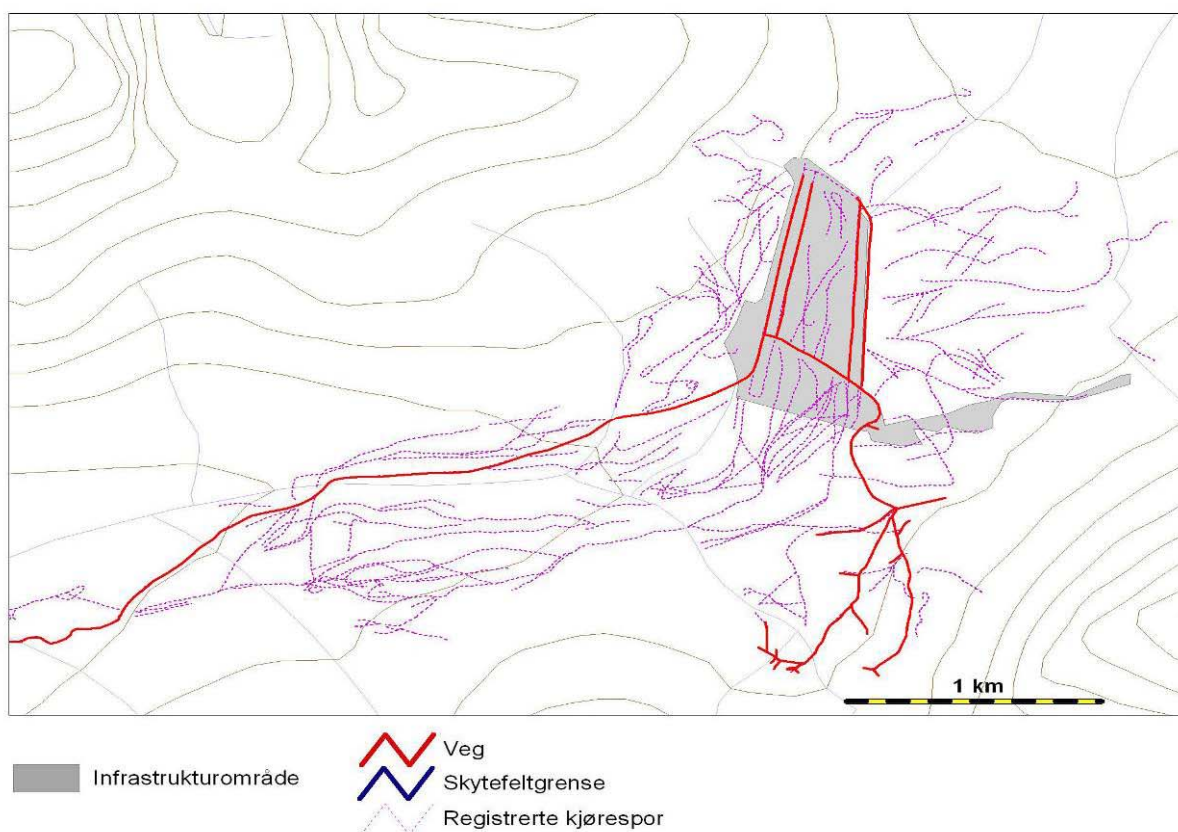 1 km
Infrastrukturområde
Veg
Skytefeltgrense
Registrerte kjørespor